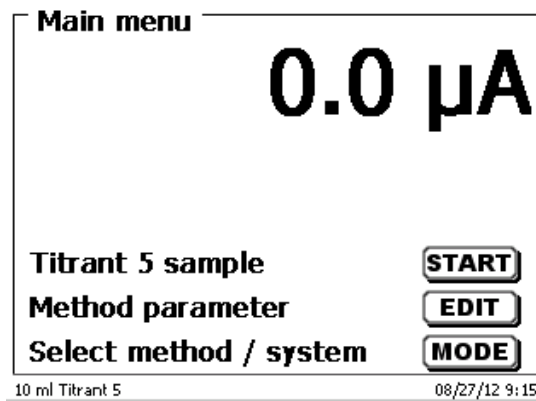 Main menu
0.0 µA
Titrant 5 sample START
Method parameter EDIT
Select method / system MODE
10 ml Titrant 5 08/27/12 9:15